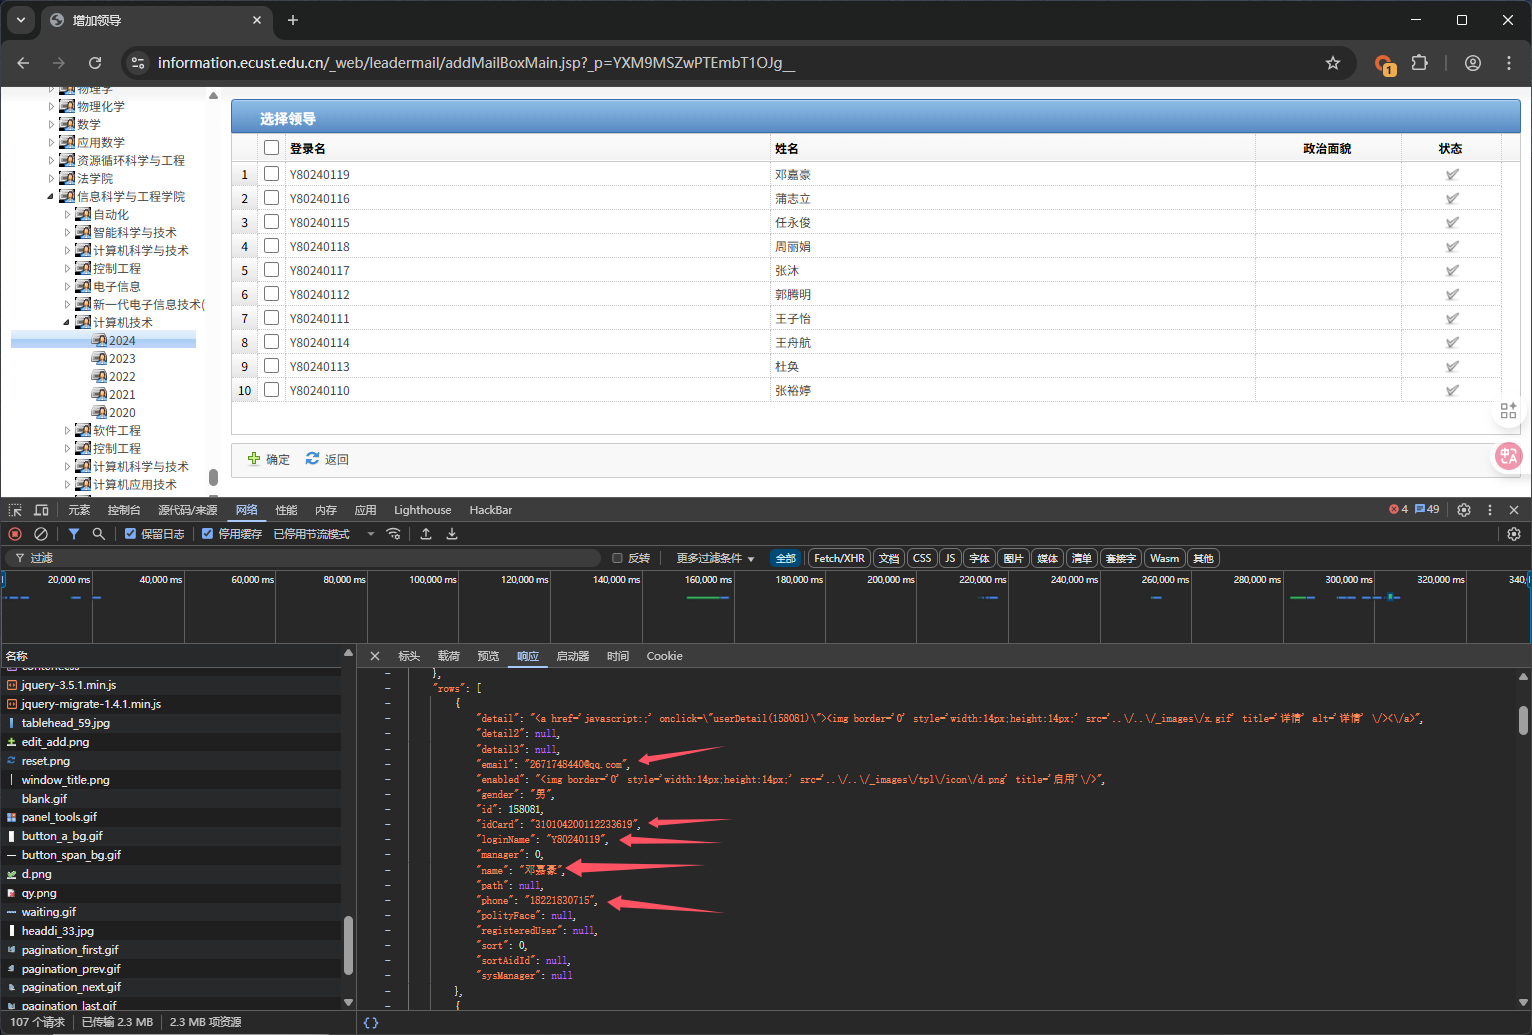 增加领导
information.ecust.edu.cn/_web/leadermail/addMailBoxMain.jsp?_p=YXM9MSZwPTEmbT1OJg__
1
物理学
物理化学
数学
应用数学
资源循环科学与工程
法学院
信息科学与工程学院
自动化
智能科学与技术
计算机科学与技术
控制工程
电子信息
新一代电子信息技术(
计算机技术
2024
2023
2022
2021
2020
软件工程
控制工程
计算机科学与技术
计算机应用技术
选择领导
登录名 姓名 政治面貌 状态
1 Y80240119 邓嘉豪
2 Y80240116 蒲志立
3 Y80240115 任永俊
4 Y80240118 周丽娟
5 Y80240117 张沐
6 Y80240112 郭腾明
7 Y80240111 王子怡
8 Y80240114 王舟航
9 Y80240113 杜奂
10 Y80240110 张裕婷
确定 返回
元素 控制台 源代码/来源 网络 性能 内存 应用 Lighthouse HackBar 4 49
保留日志 停用缓存 已停用节流模式
过滤 反转 更多过滤条件 全部 Fetch/XHR 文档 CSS JS 字体 图片 媒体 清单 套接字 Wasm 其他
20,000 ms 40,000 ms 60,000 ms 80,000 ms 100,000 ms 120,000 ms 140,000 ms 160,000 ms 180,000 ms 200,000 ms 220,000 ms 240,000 ms 260,000 ms 280,000 ms 300,000 ms 320,000 ms 340,0
名称
content.css
jquery-3.5.1.min.js
jquery-migrate-1.4.1.min.js
tablehead_59.jpg
edit_add.png
reset.png
window_title.png
blank.gif
panel_tools.gif
button_a_bg.gif
button_span_bg.gif
d.png
qy.png
waiting.gif
headdi_33.jpg
pagination_first.gif
pagination_prev.gif
pagination_next.gif
pagination_last.gif
107 个请求 已传输 2.3 MB 2.3 MB 项资源
标头 载荷 预览 响应 启动器 时间 Cookie
},
"rows": [
{
"detail": "<a href='javascript:;' onclick=\"userDetail(158081)\"><img border='0' style='width:14px;height:14px;' src='..\/..\/_images\/x.gif' title='详情' alt='详情' \/><\/a>",
"detail2": null,
"detail3": null,
"email": "2671748440@qq.com",
"enabled": "<img border='0' style='width:14px;height:14px;' src='..\/..\/_images\/tpl\/icon\/d.png' title='启用'\/>",
"gender": "男",
"id": 158081,
"idCard": "310104200112233619",
"loginName": "Y80240119",
"manager": 0,
"name": "邓嘉豪",
"path": null,
"phone": "18221830715",
"polityFace": null,
"registeredUser": null,
"sort": 0,
"sortAidId": null,
"sysManager": null
},
{
{}